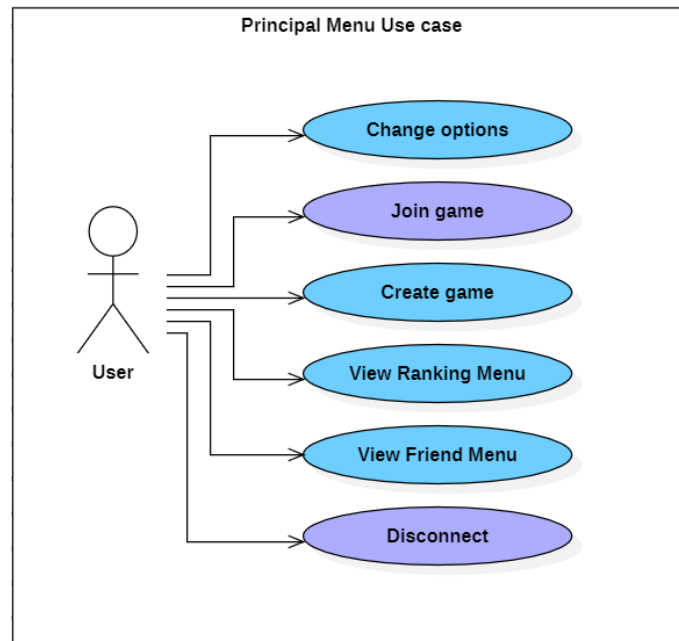 Principal Menu Use case
Change options
Join game
Create game
View Ranking Menu
User
View Friend Menu
Disconnect